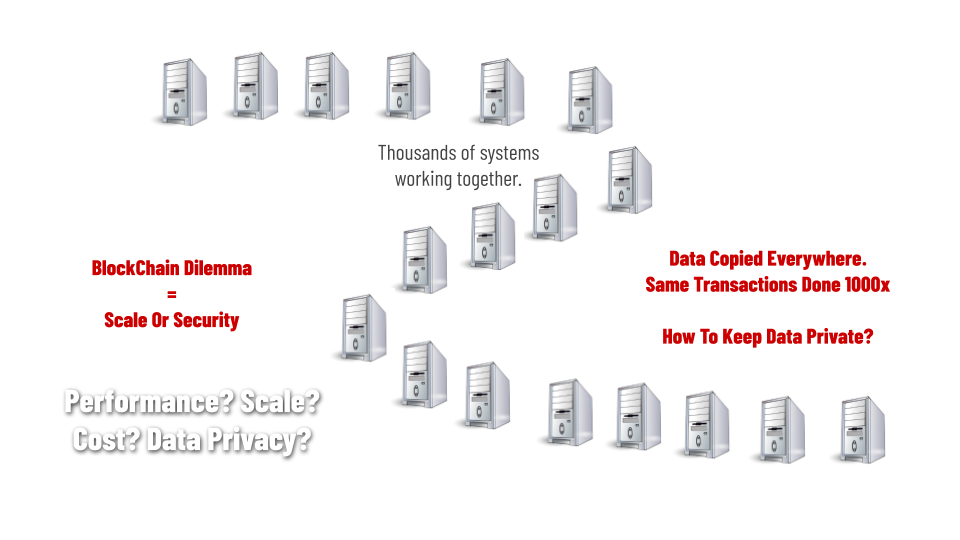 Thousands of systems
working together.
BlockChain Dilemma
=
Scale Or Security
Data Copied Everywhere.
Same Transactions Done 1000x
How To Keep Data Private?
Performance? Scale?
Cost? Data Privacy?